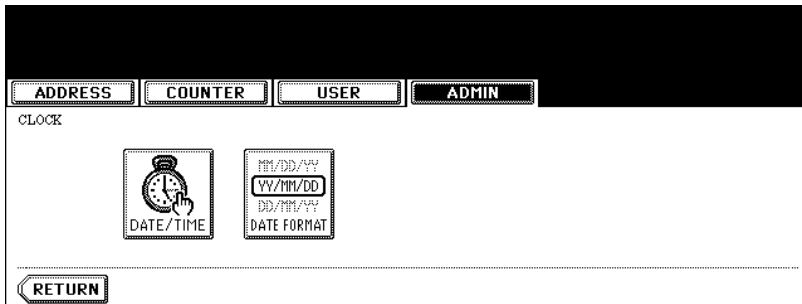 ADDRESS COUNTER USER ADMIN
CLOCK
MM/DD/YY
YY/MM/DD
DD/MM/YY
DATE/TIME DATE FORMAT
RETURN